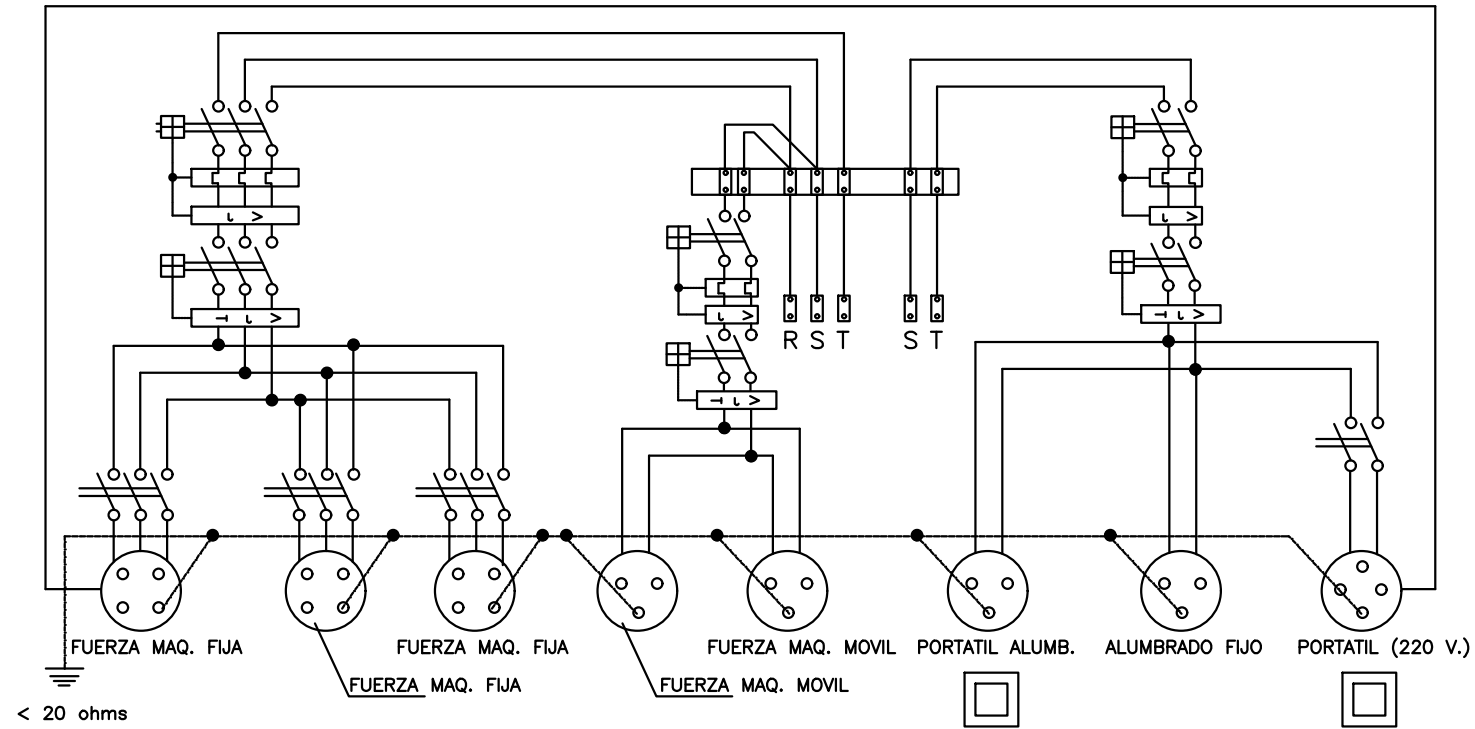 R S T S T
FUERZA MAQ. FIJA FUERZA MAQ. FIJA FUERZA MAQ. MOVIL PORTATIL ALUMB. ALUMBRADO FIJO PORTATIL (220 V.)
FUERZA MAQ. FIJA FUERZA MAQ. MOVIL
< 20 ohms